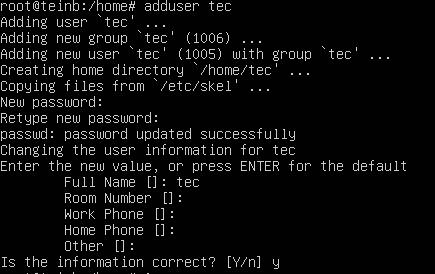 root@teinb:/home# adduser tec
Adding user `tec' ...
Adding new group `tec' (1006) ...
Adding new user `tec' (1005) with group `tec' ...
Creating home directory `/home/tec' ...
Copying files from `/etc/skel' ...
New password:
Retype new password:
passwd: password updated successfully
Changing the user information for tec
Enter the new value, or press ENTER for the default
Full Name []: tec
Room Number []:
Work Phone []:
Home Phone []:
Other []:
Is the information correct? [Y/n] y